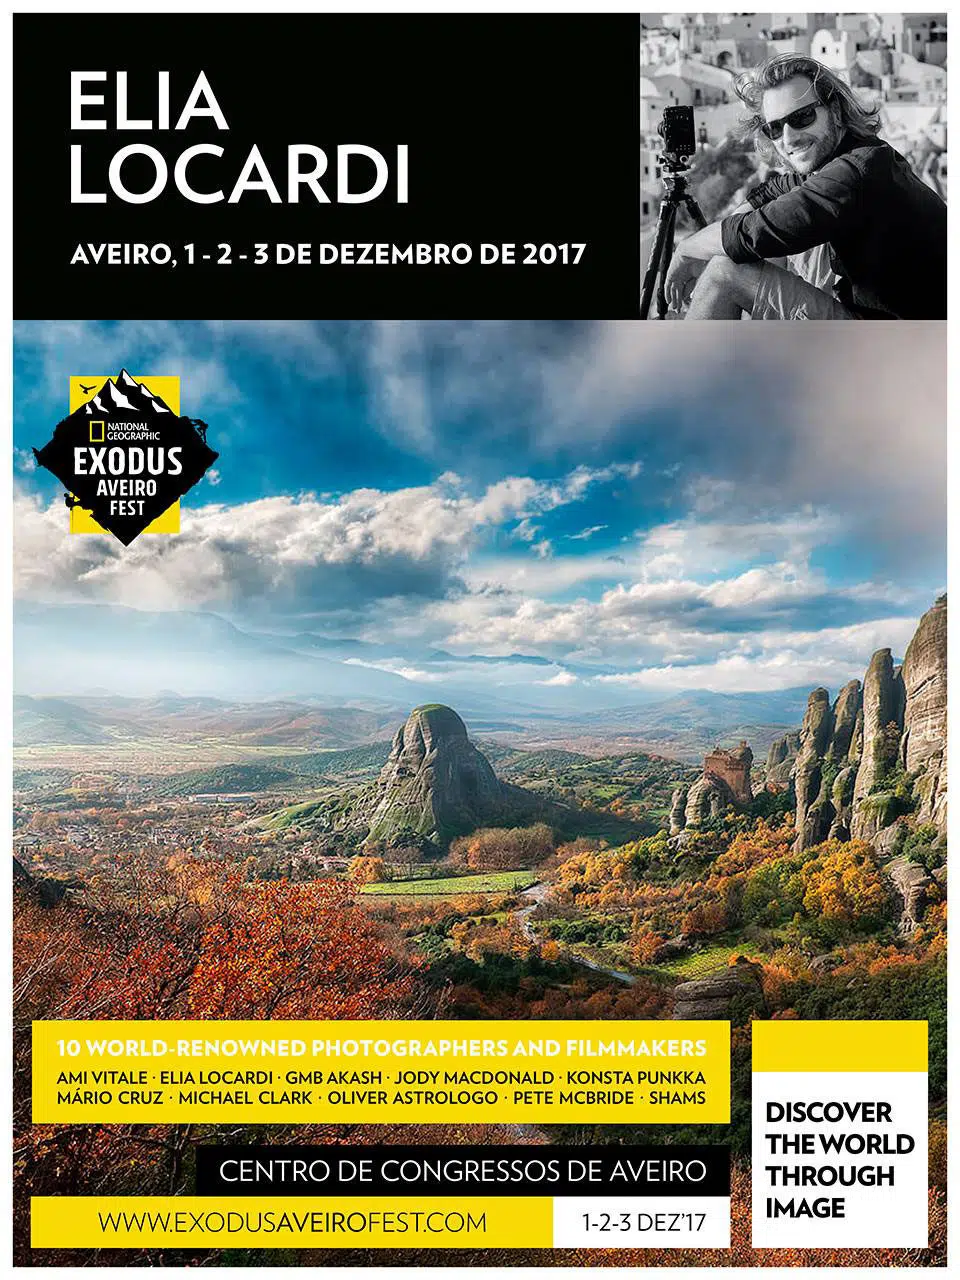 ELIA
LOCARDI
AVEIRO, 1 - 2 - 3 DE DEZEMBRO DE 2017
NATIONAL
GEOGRAPHIC
EXODUS
AVEIRO
FEST
10 WORLD-RENOWNED PHOTOGRAPHERS AND FILMMAKERS
AMI VITALE · ELIA LOCARDI · GMB AKASH · JODY MACDONALD · KONSTA PUNKKA
MÁRIO CRUZ · MICHAEL CLARK · OLIVER ASTROLOGO · PETE MCBRIDE · SHAMS
CENTRO DE CONGRESSOS DE AVEIRO
WWW.EXODUSAVEIROFEST.COM
1-2-3 DEZ'17
DISCOVER
THE WORLD
THROUGH
IMAGE